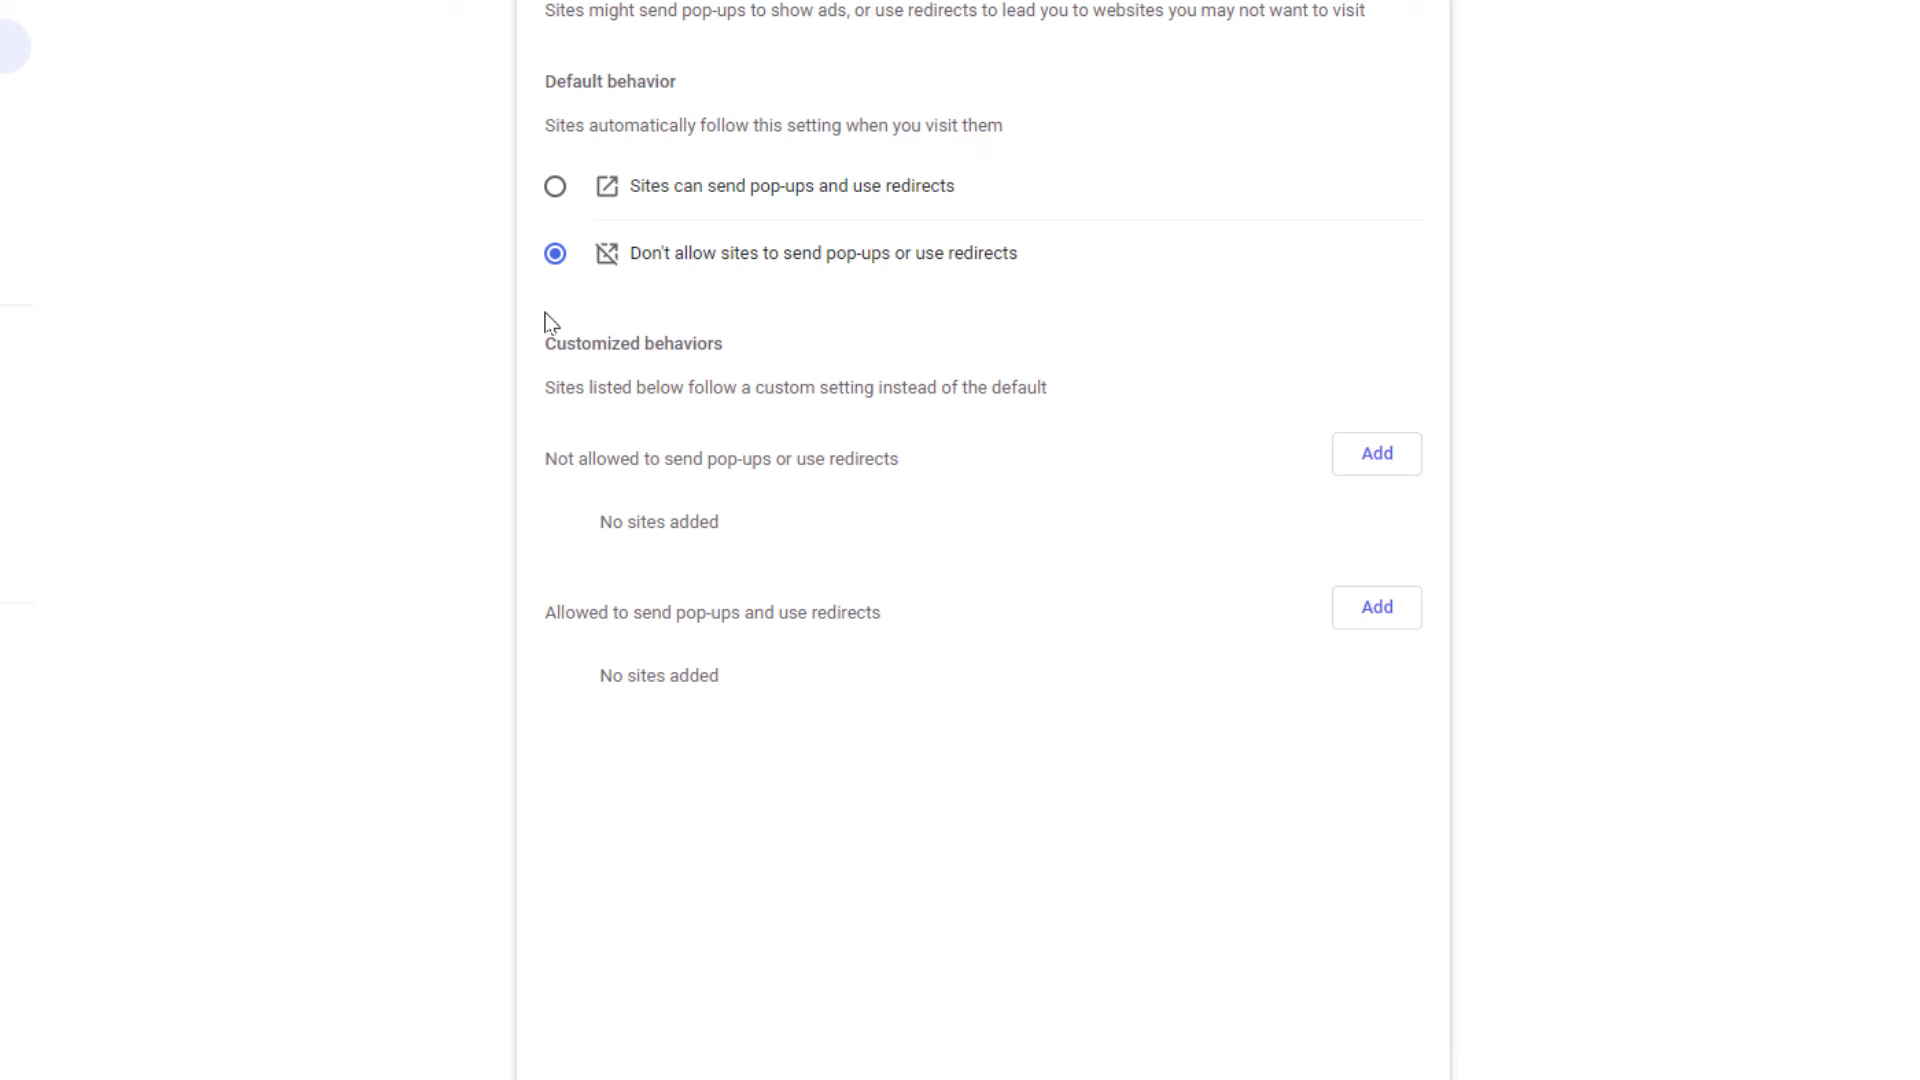 Sites might send pop-ups to show ads, or use redirects to lead you to websites you may not want to visit
Default behavior
Sites automatically follow this setting when you visit them
Sites can send pop-ups and use redirects
Don't allow sites to send pop-ups or use redirects
Customized behaviors
Sites listed below follow a custom setting instead of the default
Not allowed to send pop-ups or use redirects
Add
No sites added
Allowed to send pop-ups and use redirects
Add
No sites added